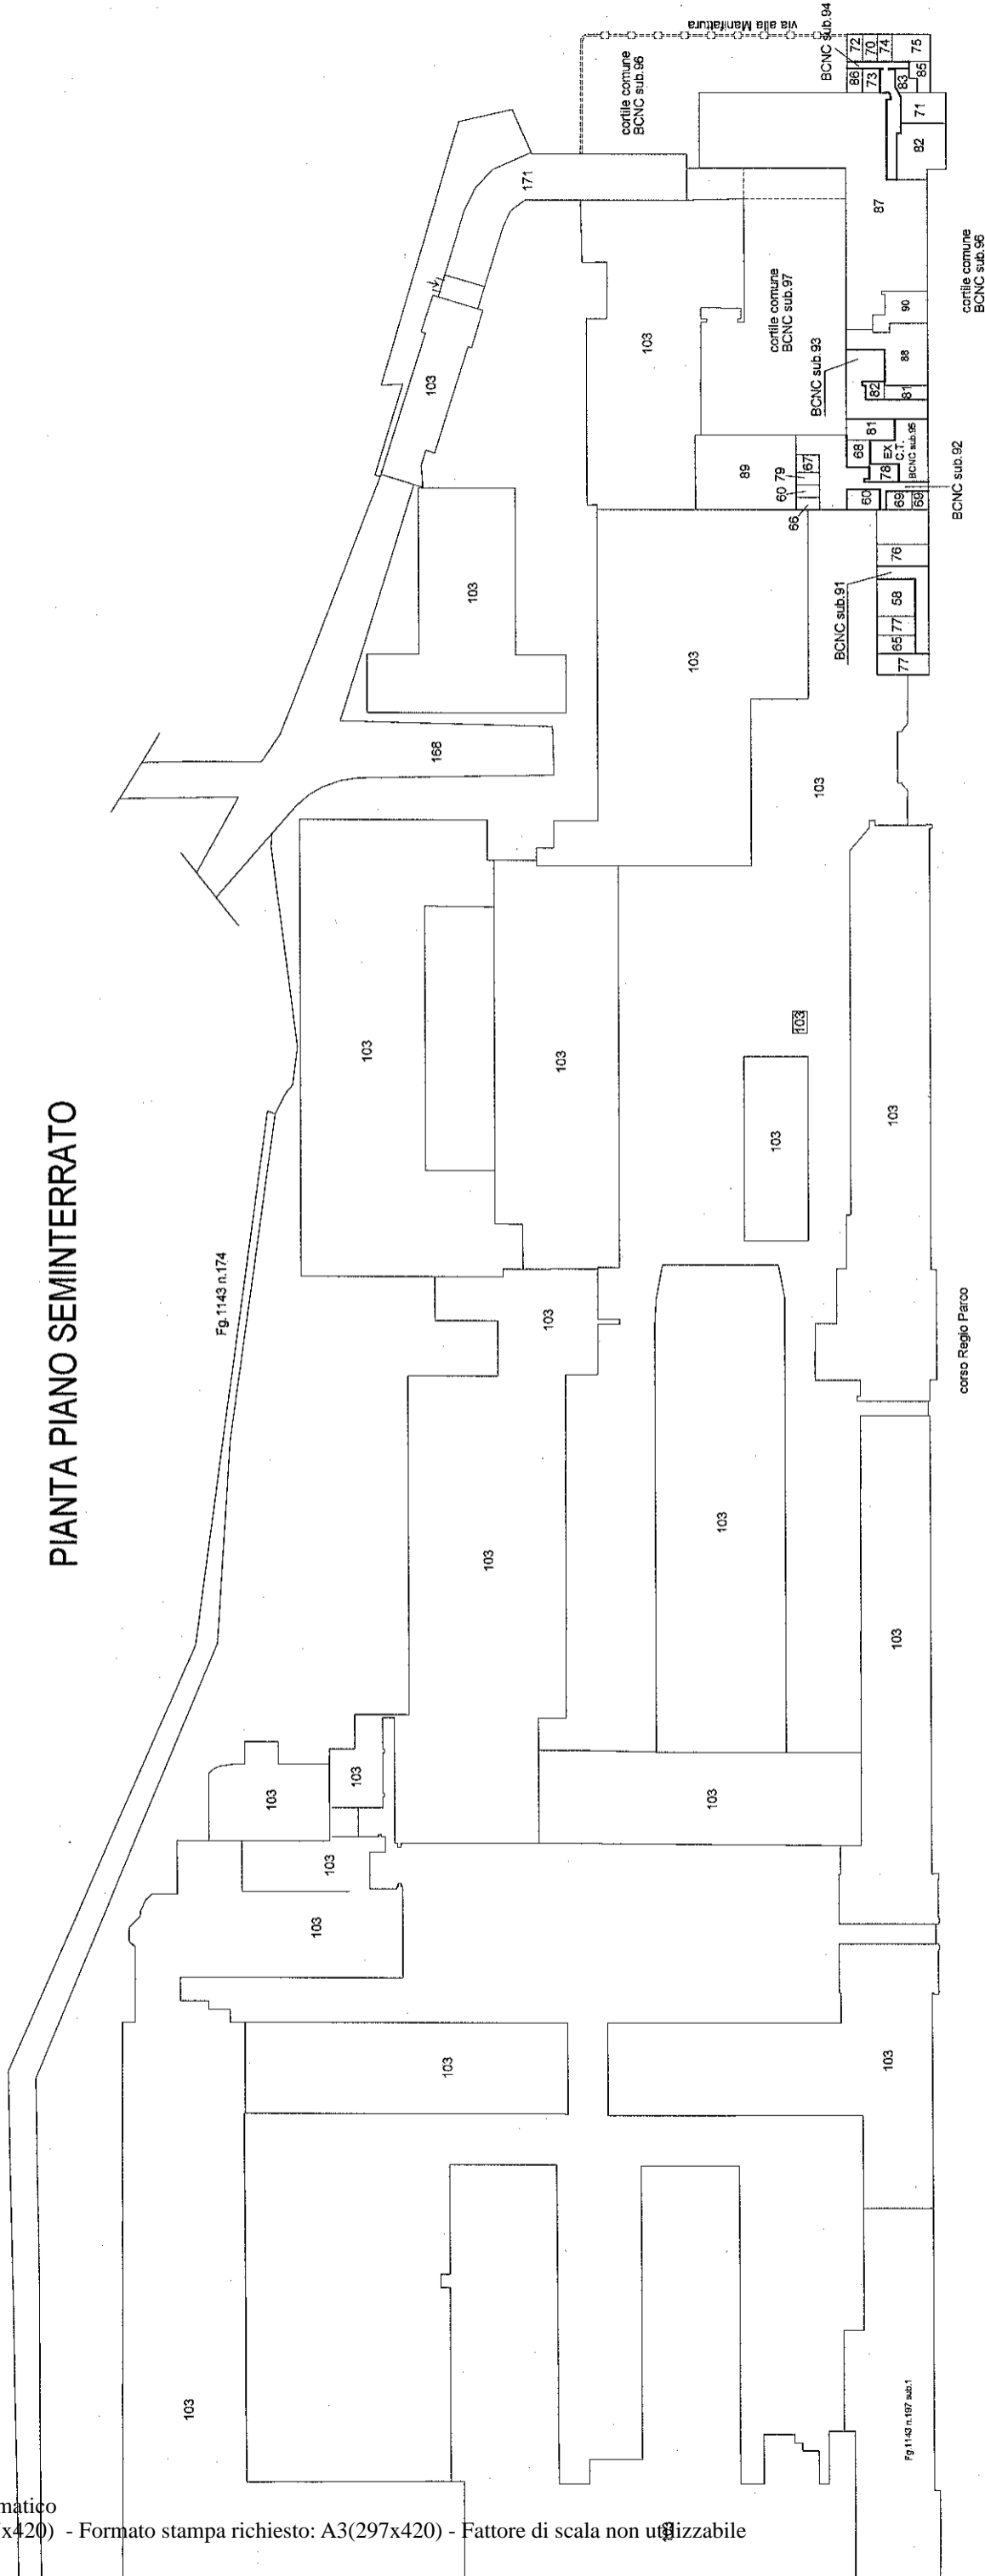 PIANTA PIANO SEMINTERRATO
via alla Manifattura
BCNC sub.94
cortile comune
BCNC sub.96
72
70
74
75
86
73
83
85
71
82
171
87
cortile comune
BCNC sub.97
cortile comune
BCNC sub.96
103
103
90
BCNC sub.93
88
82
81
81
68
EX
C.T.
BCNC sub.95
78
89
67
79
60
66
60
69
69
BCNC sub.92
103
103
76
BCNC sub.91
58
77
65
77
168
103
103
103
103
103
103
Fg.1143 n.174
103
corso Regio Parco
103
103
103
103
103
103
103
103
103
103
103
Fg.1143 n.197 sub.1
matico
x420) - Formato stampa richiesto: A3(297x420) - Fattore di scala non utilizzabile